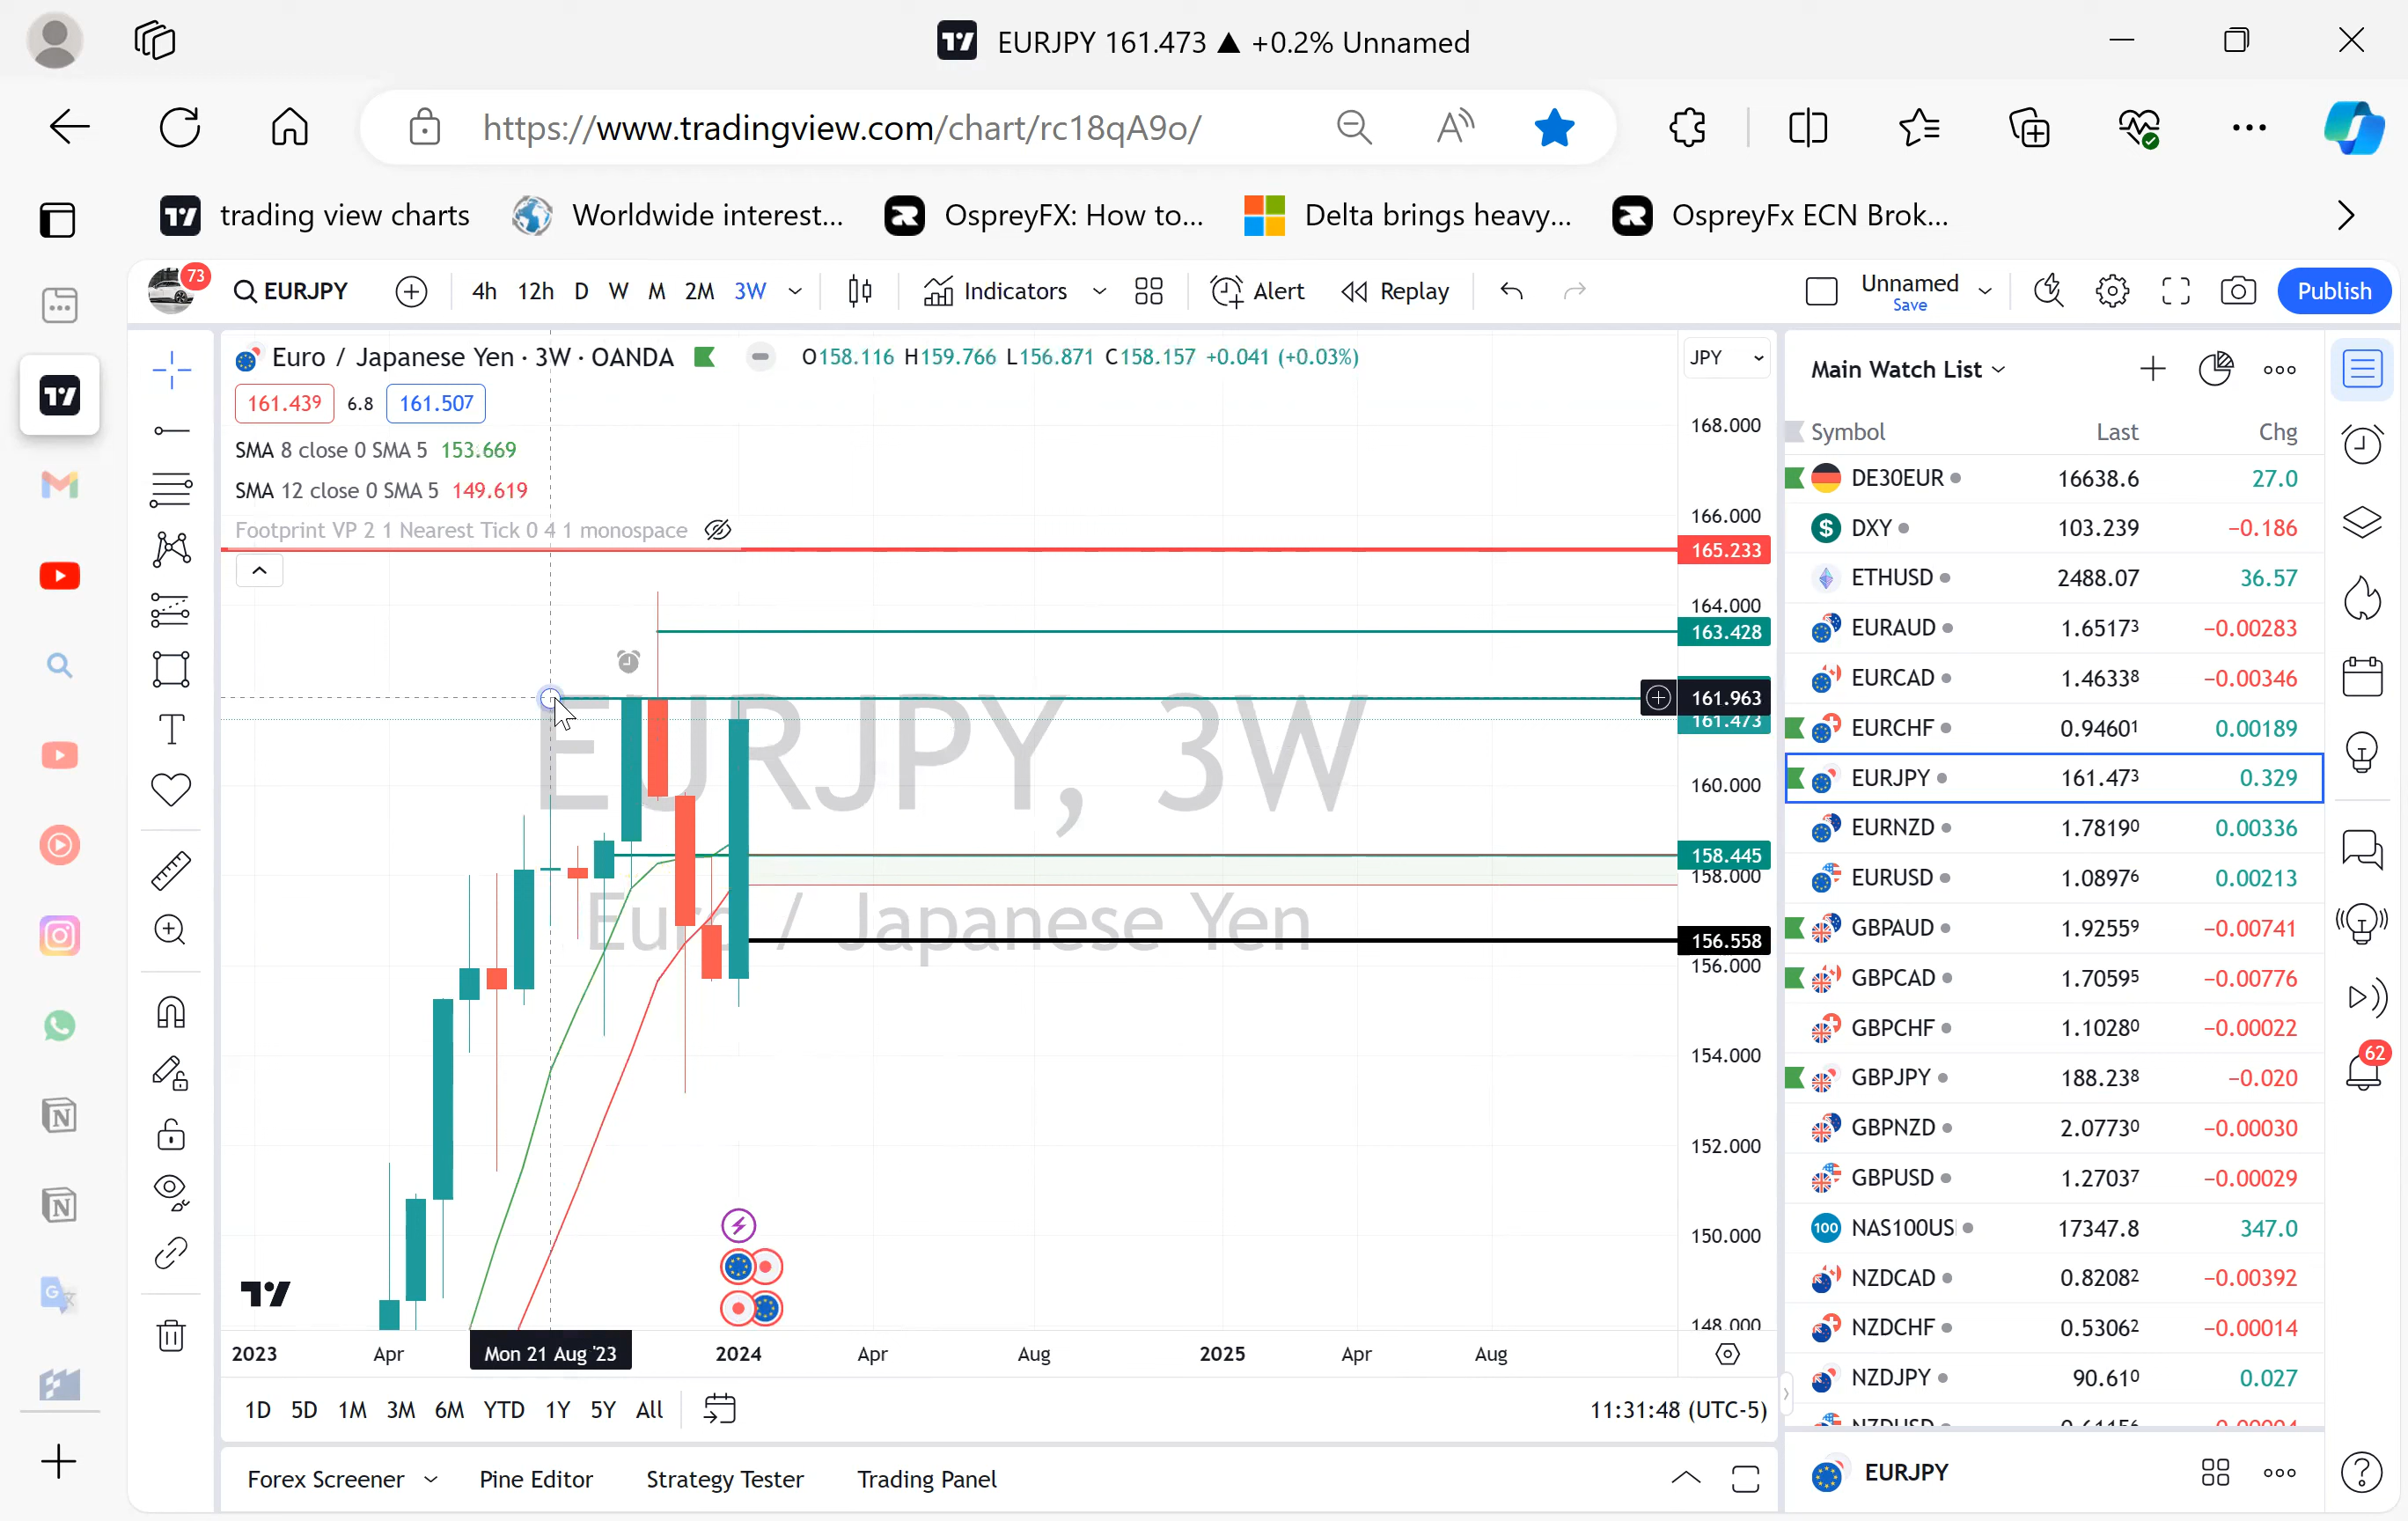 EURJPY 161.473 ▲ +0.2% Unnamed
https://www.tradingview.com/chart/rc18qA9o/
trading view charts
Worldwide interest...
OspreyFX: How to...
Delta brings heavy,...
OspreyFx ECN Brok...
73
EURJPY
4h 12h D W M 2M 3W
Indicators
Alert
Replay
Unnamed
Save
Publish
Euro / Japanese Yen · 3W · OANDA
O158.116 H159.766 L156.871 C158.157 +0.041 (+0.03%)
161.439 6.8 161.507
SMA 8 close 0 SMA 5 153.669
SMA 12 close 0 SMA 5 149.619
Footprint VP 2 1 Nearest Tick 0 4 1 monospace
EURJPY, 3W
Euro / Japanese Yen
JPY
168.000
166.000
165.233
164.000
163.428
161.963
161.473
160.000
158.445
158.000
156.558
156.000
154.000
152.000
150.000
148.000
2023 Apr Mon 21 Aug '23 2024 Apr Aug 2025 Apr Aug
1D 5D 1M 3M 6M YTD 1Y 5Y All
11:31:48 (UTC-5)
Forex Screener
Pine Editor
Strategy Tester
Trading Panel
Main Watch List
Symbol Last Chg
DE30EUR 16638.6 27.0
DXY 103.239 −0.186
ETHUSD 2488.07 36.57
EURAUD 1.65173 −0.00283
EURCAD 1.46338 −0.00346
EURCHF 0.94601 0.00189
EURJPY 161.473 0.329
EURNZD 1.78190 0.00336
EURUSD 1.08976 0.00213
GBPAUD 1.92559 −0.00741
GBPCAD 1.70595 −0.00776
GBPCHF 1.10280 −0.00022
GBPJPY 188.238 −0.020
GBPNZD 2.07730 −0.00030
GBPUSD 1.27037 −0.00029
100 NAS100US 17347.8 347.0
NZDCAD 0.82082 −0.00392
NZDCHF 0.53062 −0.00014
NZDJPY 90.610 0.027
EURJPY
62